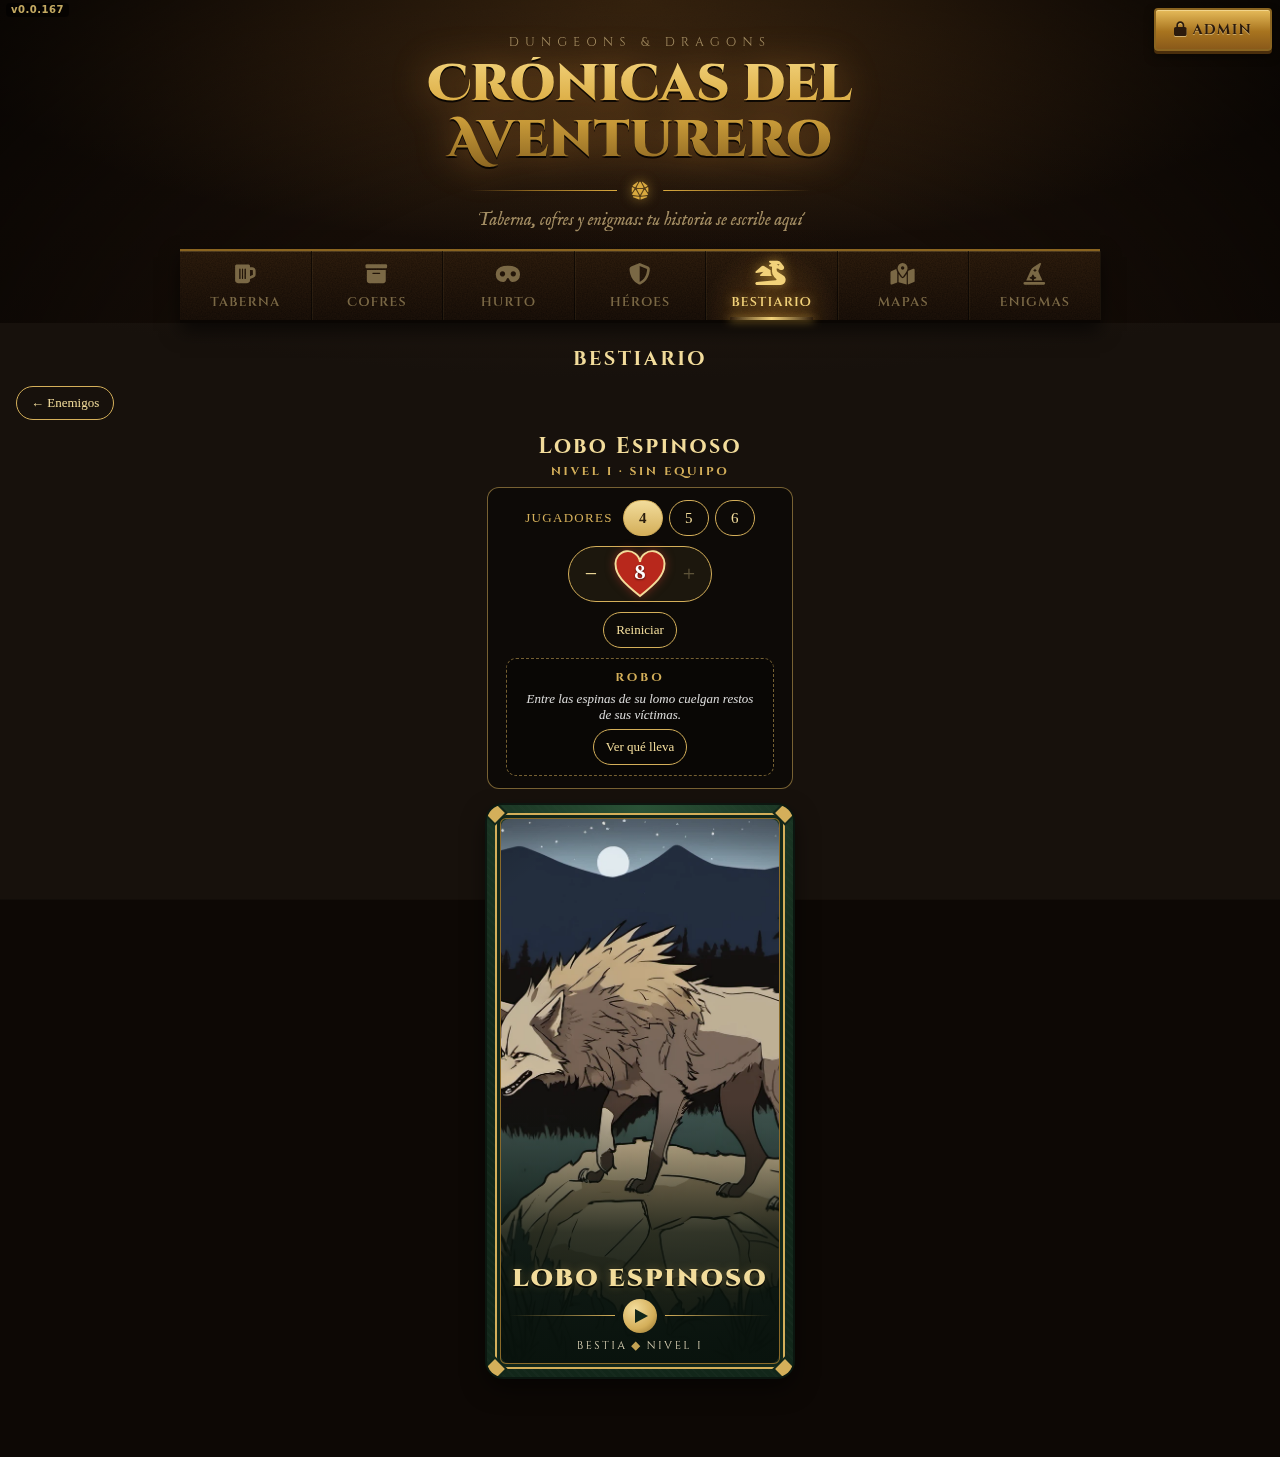 v0.0.167
ADMIN
DUNGEONS & DRAGONS
CRÓNICAS DEL
AVENTURERO
Taberna, cofres y enigmas: tu historia se escribe aquí
TABERNA
COFRES
HURTO
HÉROES
BESTIARIO
MAPAS
ENIGMAS
BESTIARIO
← Enemigos
LOBO ESPINOSO
NIVEL I · SIN EQUIPO
JUGADORES 4 5 6
− 8 +
Reiniciar
ROBO
Entre las espinas de su lomo cuelgan restos
de sus víctimas.
Ver qué lleva
LOBO ESPINOSO
BESTIA ◆ NIVEL I